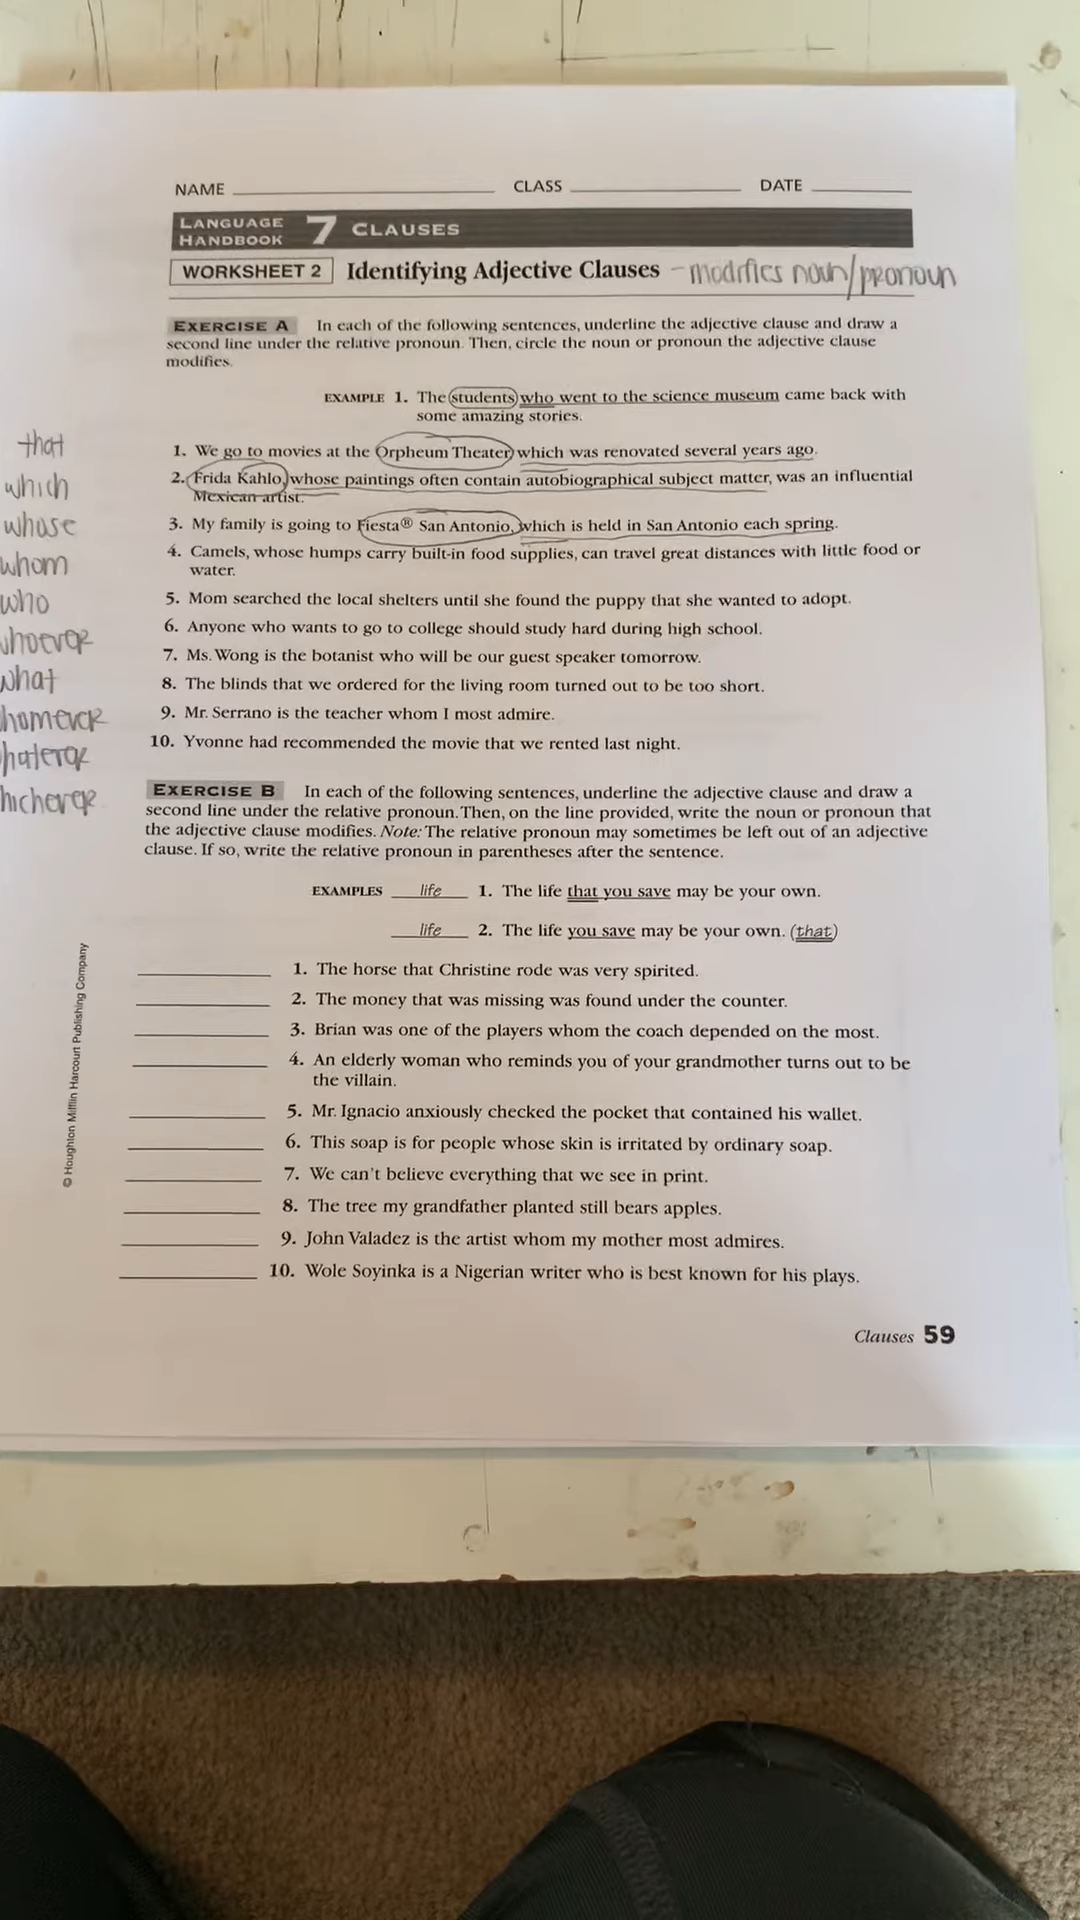 NAME CLASS DATE
LANGUAGE HANDBOOK 7 CLAUSES
WORKSHEET 2 Identifying Adjective Clauses - modifies noun/pronoun
EXERCISE A In each of the following sentences, underline the adjective clause and draw a
second line under the relative pronoun. Then, circle the noun or pronoun the adjective clause
modifies.
EXAMPLE 1. The students who went to the science museum came back with
some amazing stories.
that
which
whose
whom
who
whoever
what
homever
hatever
hichever
1. We go to movies at the Orpheum Theater, which was renovated several years ago.
2. Frida Kahlo, whose paintings often contain autobiographical subject matter, was an influential
Mexican artist.
3. My family is going to Fiesta® San Antonio, which is held in San Antonio each spring.
4. Camels, whose humps carry built-in food supplies, can travel great distances with little food or
water.
5. Mom searched the local shelters until she found the puppy that she wanted to adopt.
6. Anyone who wants to go to college should study hard during high school.
7. Ms. Wong is the botanist who will be our guest speaker tomorrow.
8. The blinds that we ordered for the living room turned out to be too short.
9. Mr. Serrano is the teacher whom I most admire.
10. Yvonne had recommended the movie that we rented last night.
EXERCISE B In each of the following sentences, underline the adjective clause and draw a
second line under the relative pronoun. Then, on the line provided, write the noun or pronoun that
the adjective clause modifies. Note: The relative pronoun may sometimes be left out of an adjective
clause. If so, write the relative pronoun in parentheses after the sentence.
EXAMPLES life 1. The life that you save may be your own.
life 2. The life you save may be your own. (that)
1. The horse that Christine rode was very spirited.
2. The money that was missing was found under the counter.
3. Brian was one of the players whom the coach depended on the most.
4. An elderly woman who reminds you of your grandmother turns out to be
the villain.
5. Mr. Ignacio anxiously checked the pocket that contained his wallet.
6. This soap is for people whose skin is irritated by ordinary soap.
7. We can't believe everything that we see in print.
8. The tree my grandfather planted still bears apples.
9. John Valadez is the artist whom my mother most admires.
10. Wole Soyinka is a Nigerian writer who is best known for his plays.
© Houghton Mifflin Harcourt Publishing Company
Clauses 59